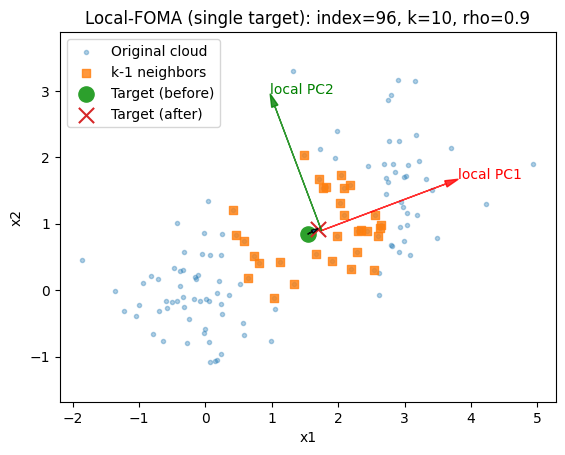 Local-FOMA (single target): index=96, k=10, rho=0.9
Original cloud
k-1 neighbors
Target (before)
Target (after)
local PC2
local PC1
x2
3
2
1
0
−1
−2
−1
0
1
2
3
4
5
x1